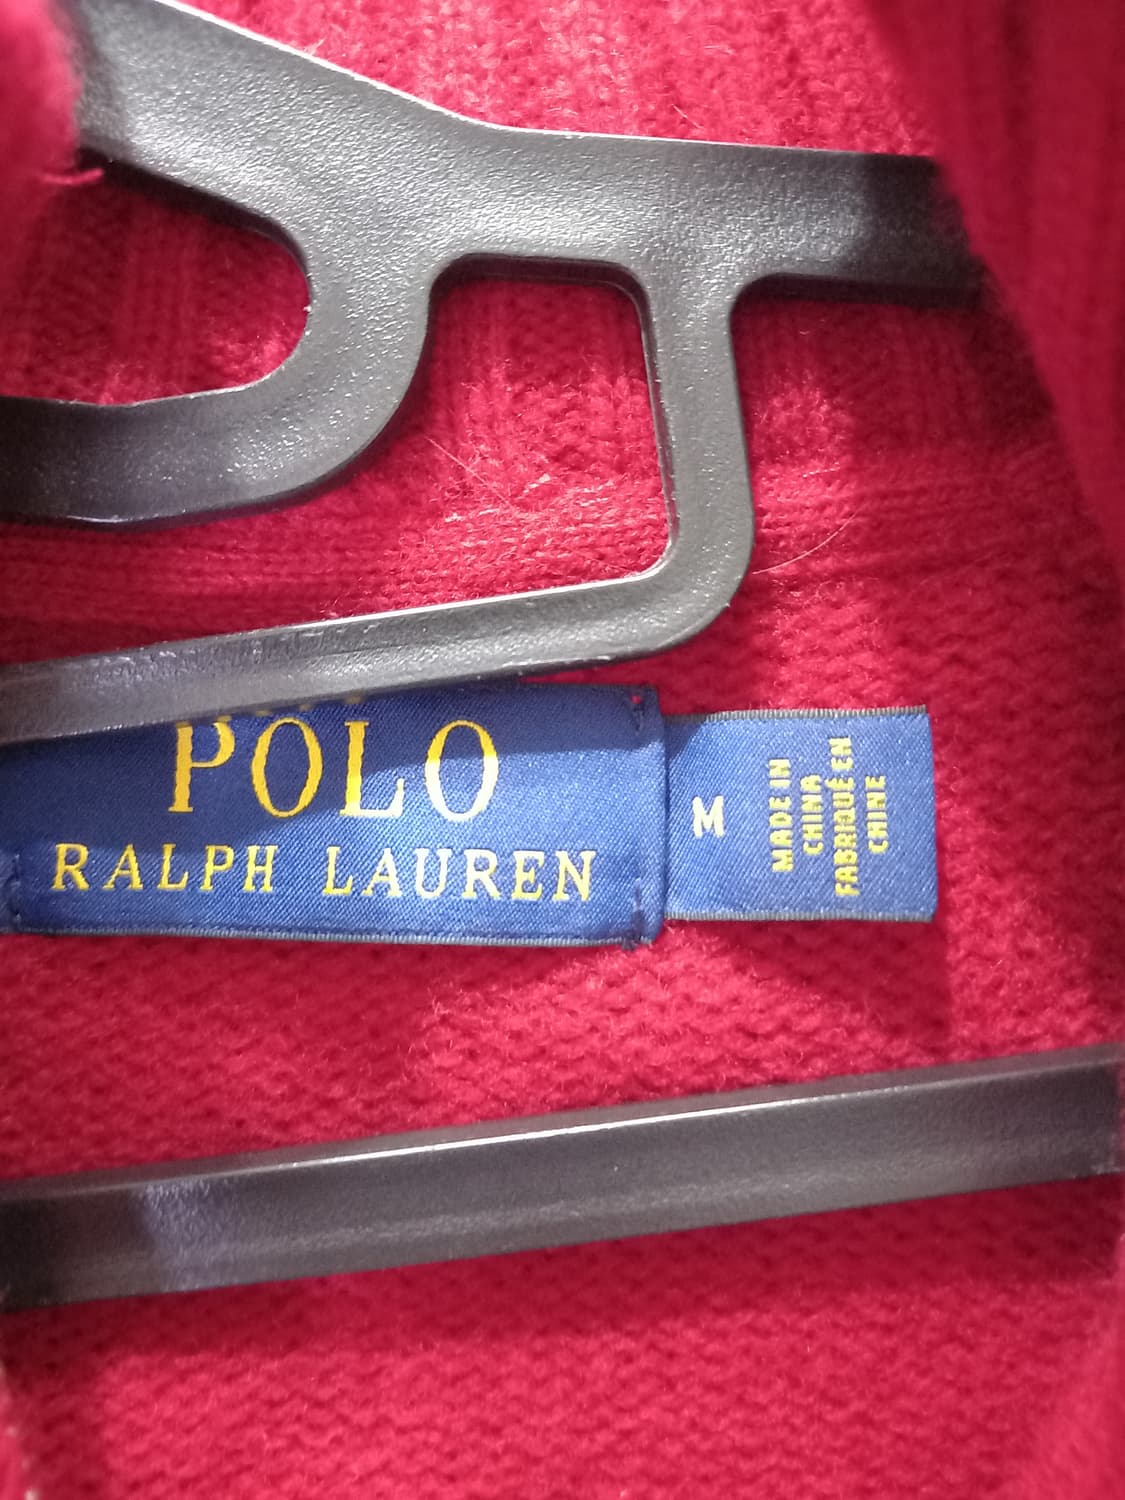 POLO
RALPH LAUREN
M
MADE IN
CHINA
FABRIQUÉ EN
CHINE